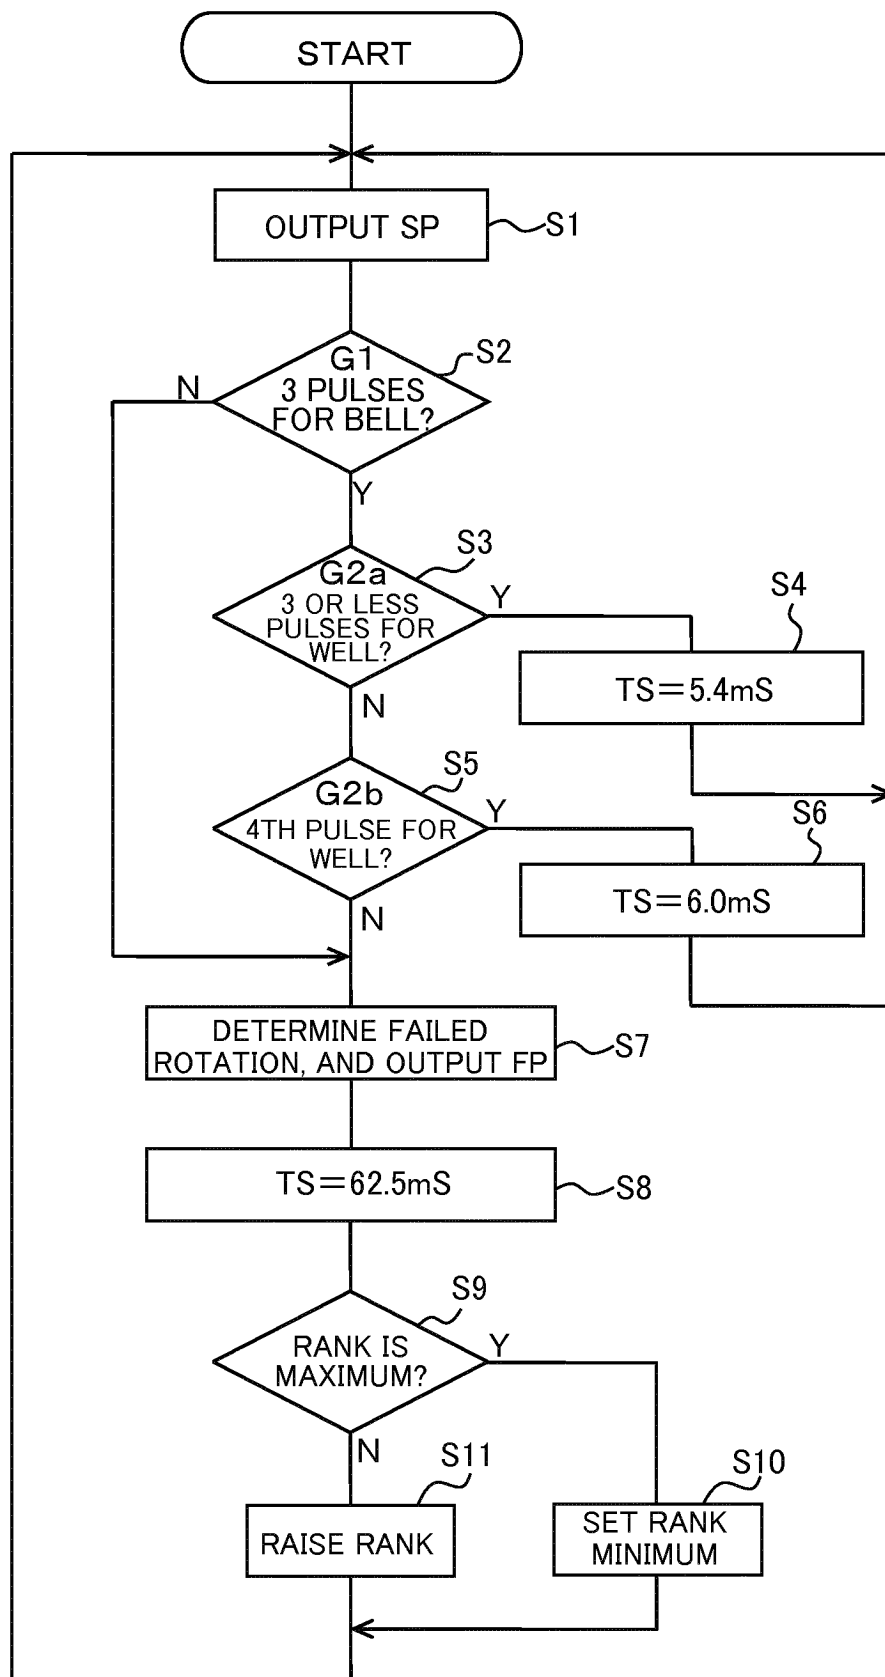 START
OUTPUT SP
S1
G1
3 PULSES
FOR BELL?
S2
N
Y
G2a
3 OR LESS
PULSES FOR
WELL?
S3
Y
N
S4
TS=5.4mS
G2b
4TH PULSE FOR
WELL?
S5
Y
N
S6
TS=6.0mS
DETERMINE FAILED
ROTATION, AND OUTPUT FP
S7
TS=62.5mS
S8
S9
RANK IS
MAXIMUM?
Y
N
S11
RAISE RANK
S10
SET RANK
MINIMUM